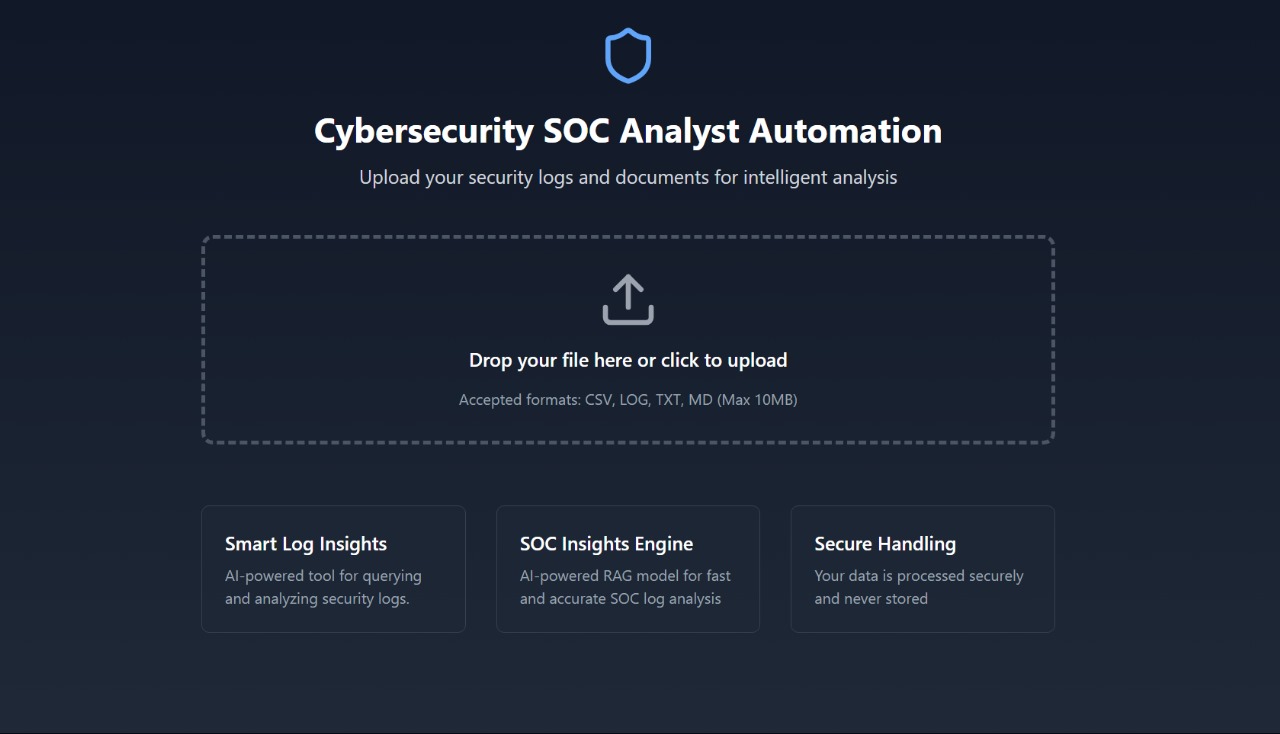 Cybersecurity SOC Analyst Automation
Upload your security logs and documents for intelligent analysis
Drop your file here or click to upload
Accepted formats: CSV, LOG, TXT, MD (Max 10MB)
Smart Log Insights
AI-powered tool for querying
and analyzing security logs.
SOC Insights Engine
AI-powered RAG model for fast
and accurate SOC log analysis
Secure Handling
Your data is processed securely
and never stored